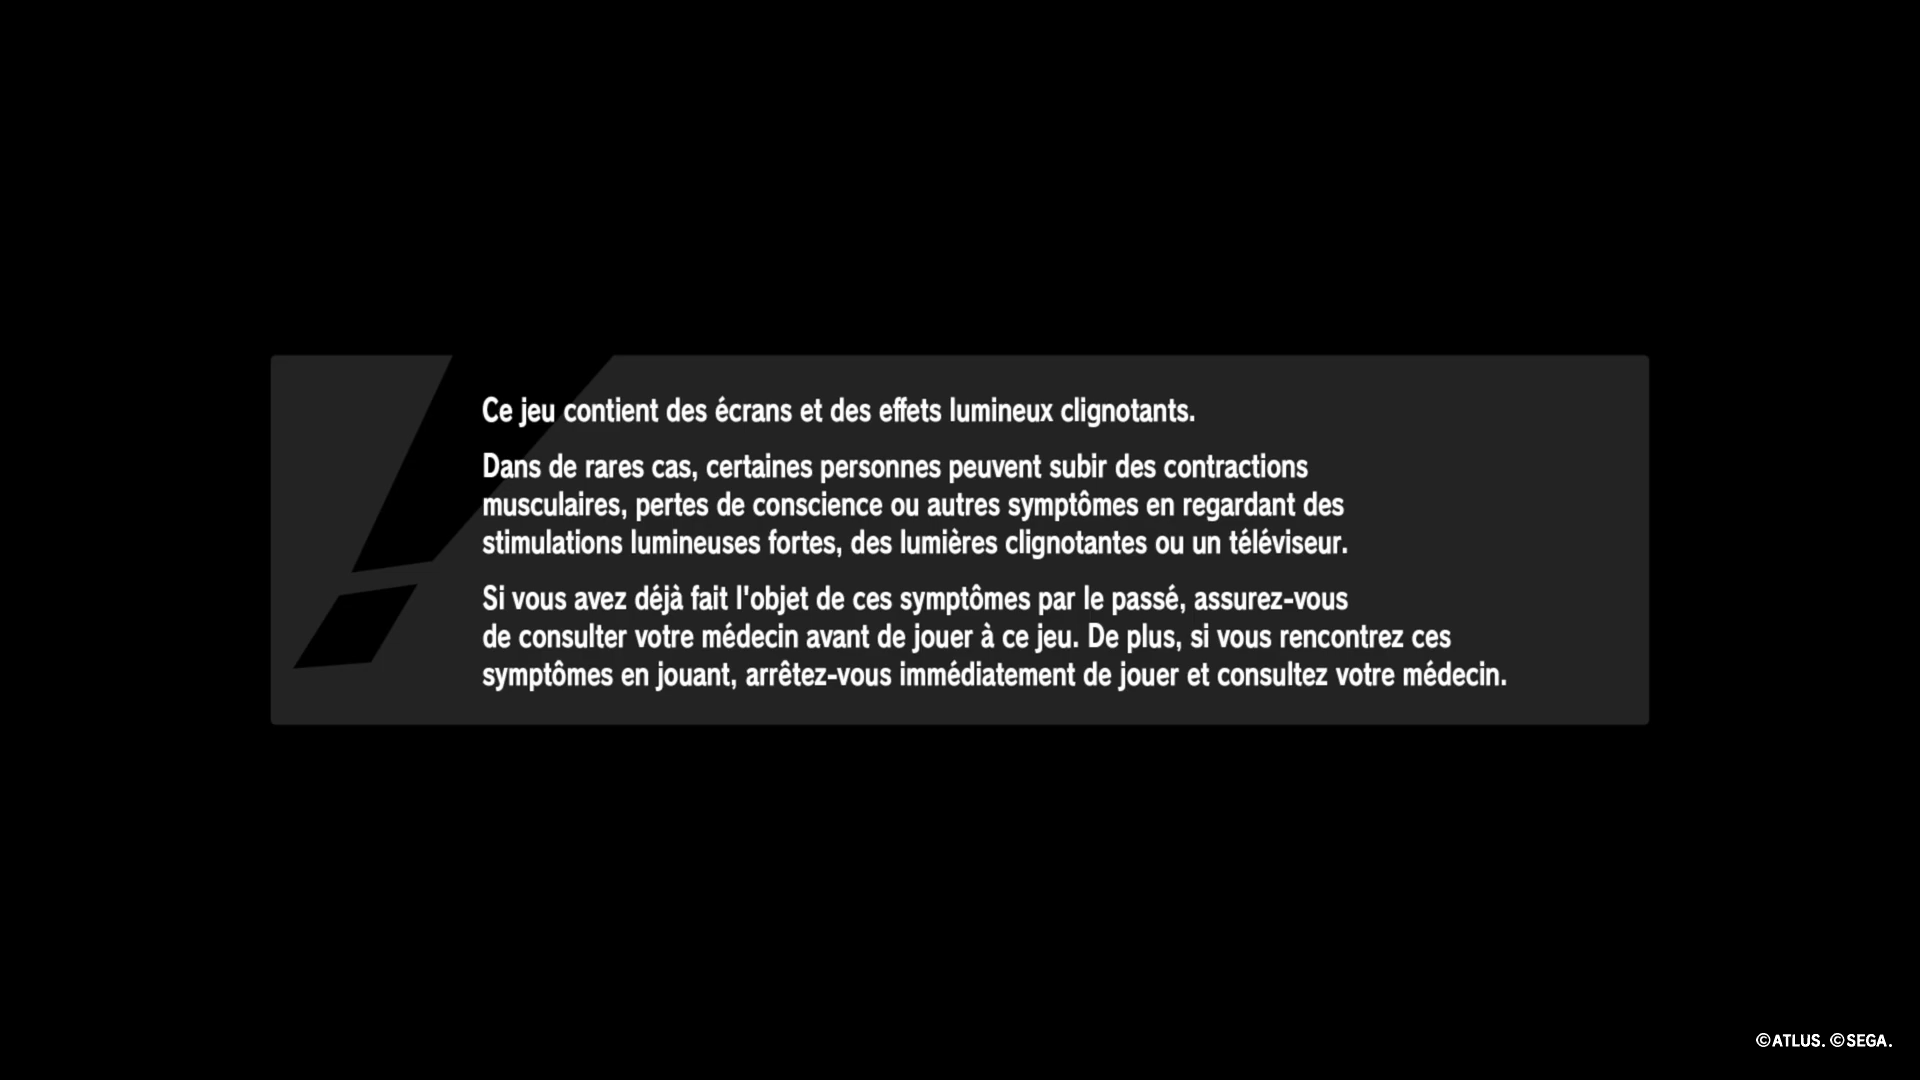 Ce jeu contient des écrans et des effets lumineux clignotants.
Dans de rares cas, certaines personnes peuvent subir des contractions
musculaires, pertes de conscience ou autres symptômes en regardant des
stimulations lumineuses fortes, des lumières clignotantes ou un téléviseur.
Si vous avez déjà fait l'objet de ces symptômes par le passé, assurez-vous
de consulter votre médecin avant de jouer à ce jeu. De plus, si vous rencontrez ces
symptômes en jouant, arrêtez-vous immédiatement de jouer et consultez votre médecin.
©ATLUS. ©SEGA.